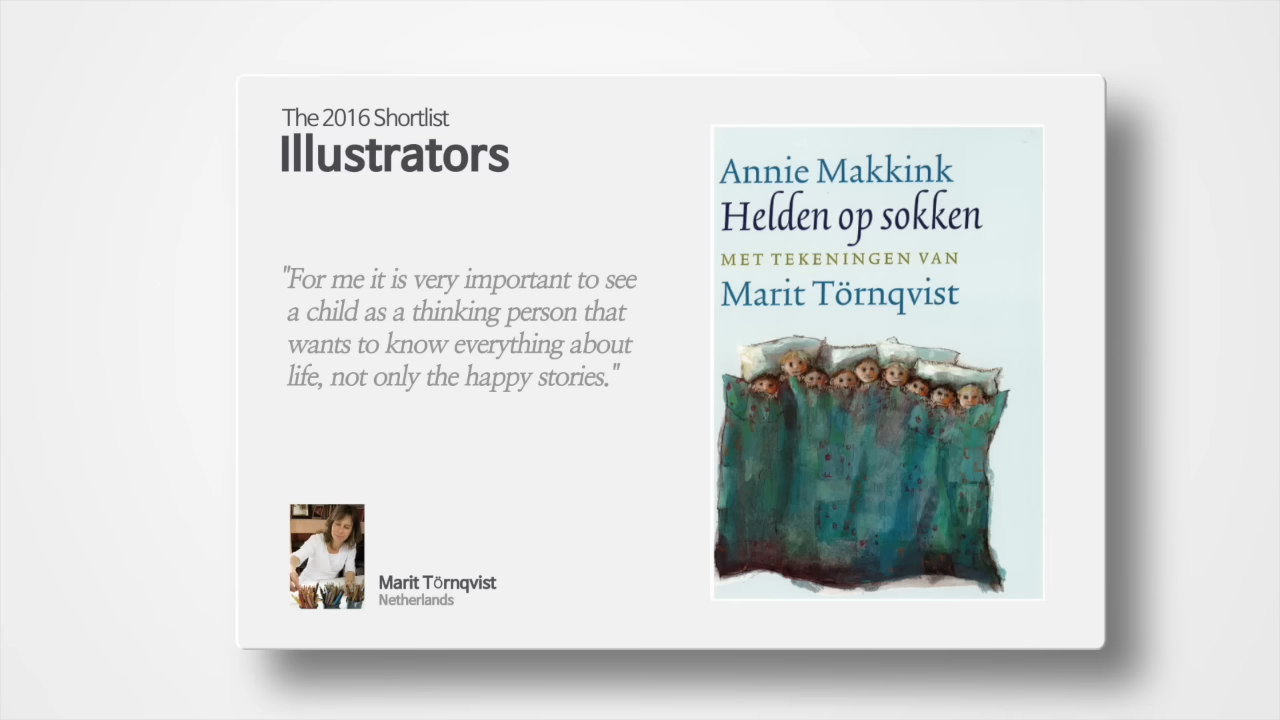 The 2016 Shortlist
Illustrators
"For me it is very important to see
a child as a thinking person that
wants to know everything about
life, not only the happy stories."
Marit Törnqvist
Netherlands
Annie Makkink
Helden op sokken
MET TEKENINGEN VAN
Marit Törnqvist